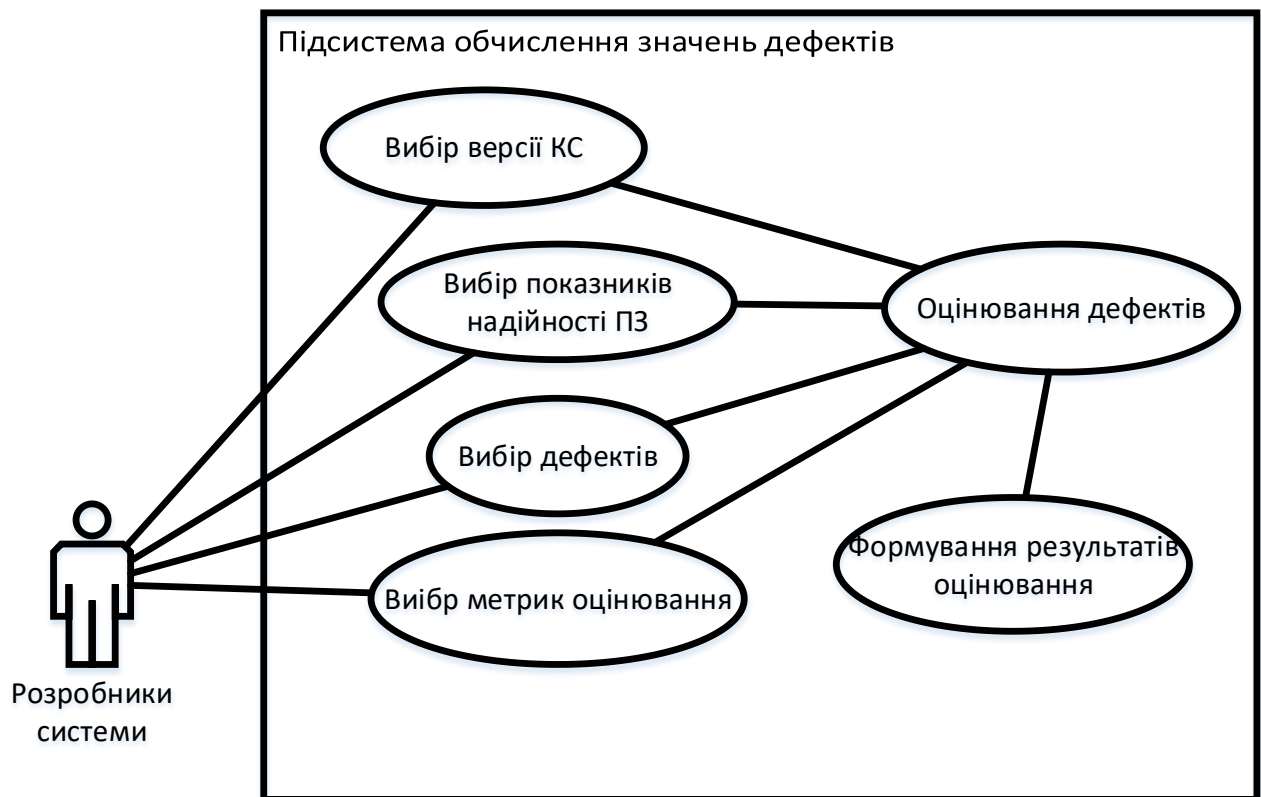 Підсистема обчислення значень дефектів
Вибір версії КС
Вибір показників
надійності ПЗ
Оцінювання дефектів
Вибір дефектів
Виібр метрик оцінювання
Формування результатів
оцінювання
Розробники
системи